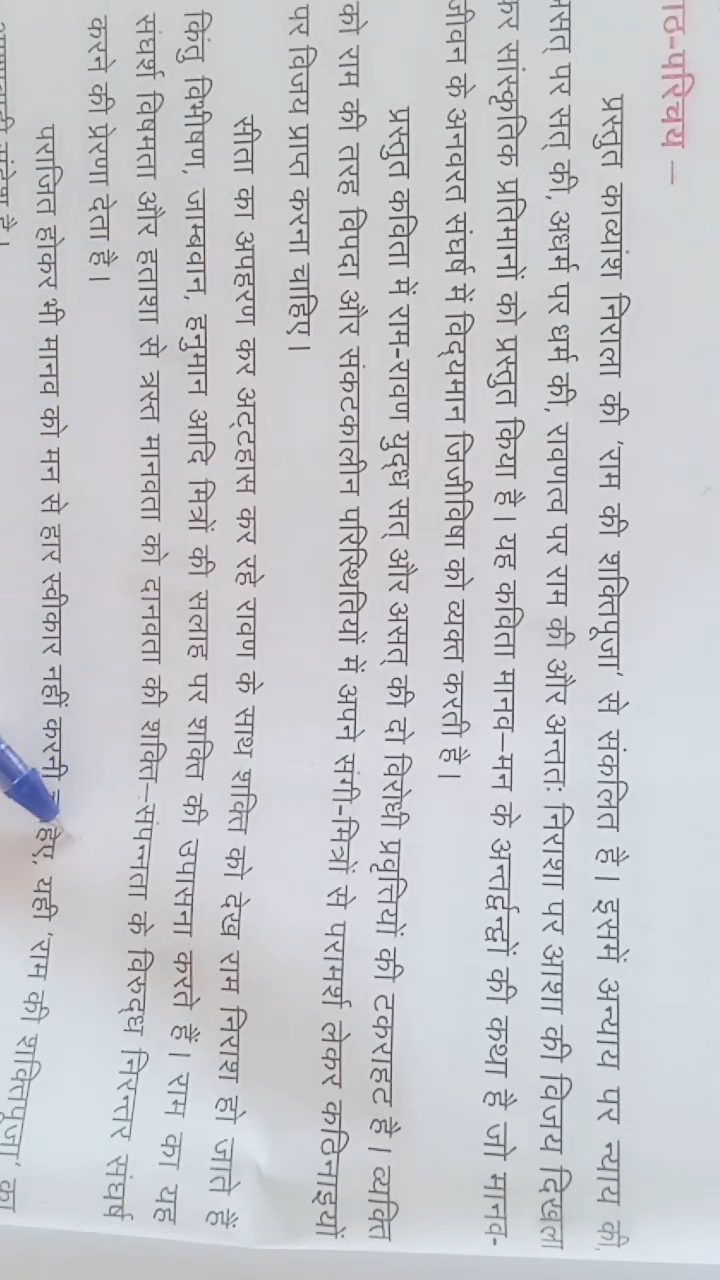 ाठ-परिचय –
प्रस्तुत काव्यांश निराला की 'राम की शक्तिपूजा' से संकलित है। इसमें अन्याय पर न्याय की,
असत् पर सत् की, अधर्म पर धर्म की, रावणत्व पर राम की और अन्ततः निराशा पर आशा की विजय दिखला
कर सांस्कृतिक प्रतिमानों को प्रस्तुत किया है। यह कविता मानव–मन के अन्तर्द्वन्द्वों की कथा है जो मानव-
जीवन के अनवरत संघर्ष में विद्यमान जिजीविषा को व्यक्त करती है।
प्रस्तुत कविता में राम-रावण युद्ध सत् और असत् की दो विरोधी प्रवृत्तियों की टकराहट है। व्यक्ति
को राम की तरह विपदा और संकटकालीन परिस्थितियों में अपने संगी-मित्रों से परामर्श लेकर कठिनाइयों
पर विजय प्राप्त करना चाहिए।
सीता का अपहरण कर अट्टहास कर रहे रावण के साथ शक्ति को देख राम निराश हो जाते हैं
किंतु विभीषण, जाम्बवान, हनुमान आदि मित्रों की सलाह पर शक्ति की उपासना करते हैं। राम का यह
संघर्ष विषमता और हताशा से त्रस्त मानवता को दानवता की शक्ति–संपन्नता के विरुद्ध निरन्तर संघर्ष
करने की प्रेरणा देता है।
पराजित होकर भी मानव को मन से हार स्वीकार नहीं करनी यही 'राम की शक्तिपूजा' का
संदेश है।